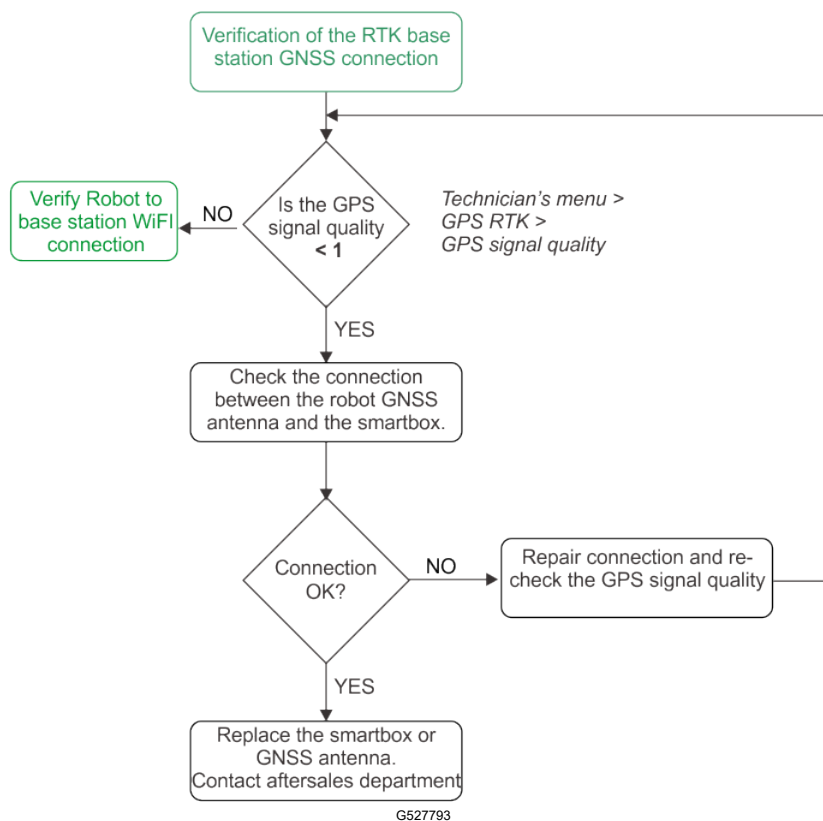 Verification of the RTK base
station GNSS connection
Verify Robot to
base station WiFI
connection
NO
Is the GPS
signal quality
< 1
Technician's menu >
GPS RTK >
GPS signal quality
YES
Check the connection
between the robot GNSS
antenna and the smartbox.
Connection
OK?
NO
Repair connection and re-
check the GPS signal quality
YES
Replace the smartbox or
GNSS antenna.
Contact aftersales department
G527793